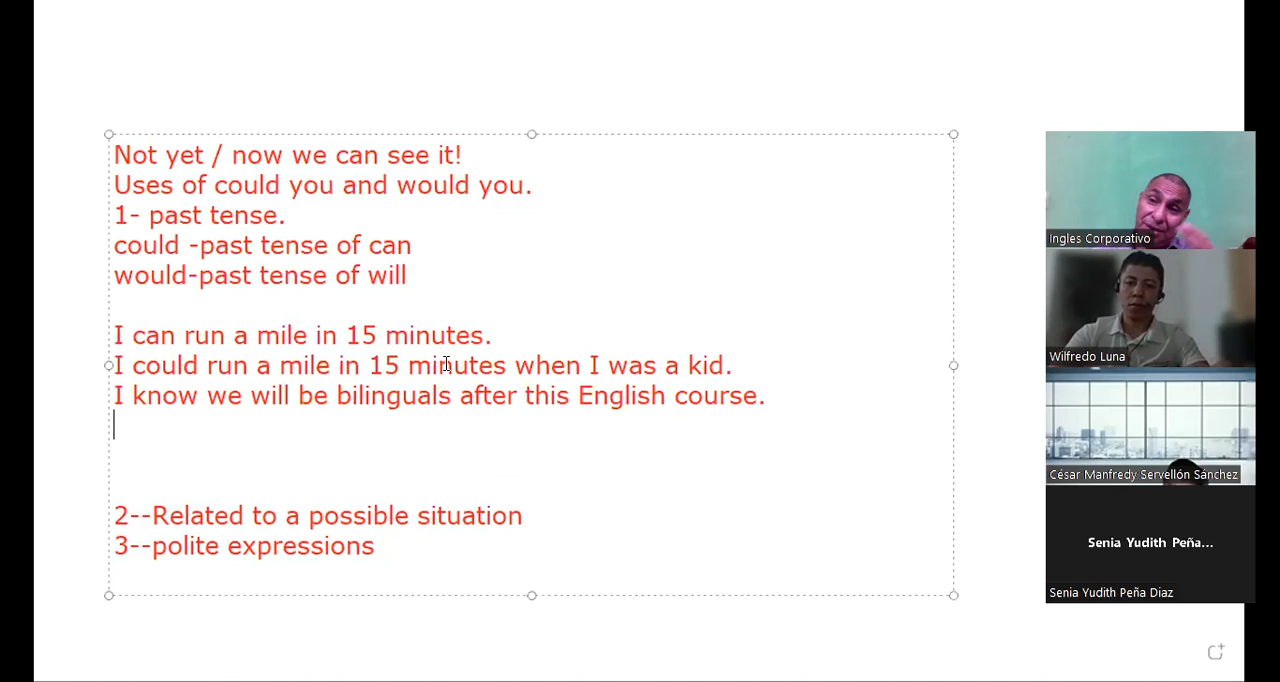 Not yet / now we can see it!
Uses of could you and would you.
1- past tense.
could -past tense of can
would-past tense of will
I can run a mile in 15 minutes.
I could run a mile in 15 minutes when I was a kid.
I know we will be bilinguals after this English course.
2--Related to a possible situation
3--polite expressions
Ingles Corporativo
Wilfredo Luna
César Manfredy Servellón Sánchez
Senia Yudith Peña...
Senia Yudith Peña Diaz